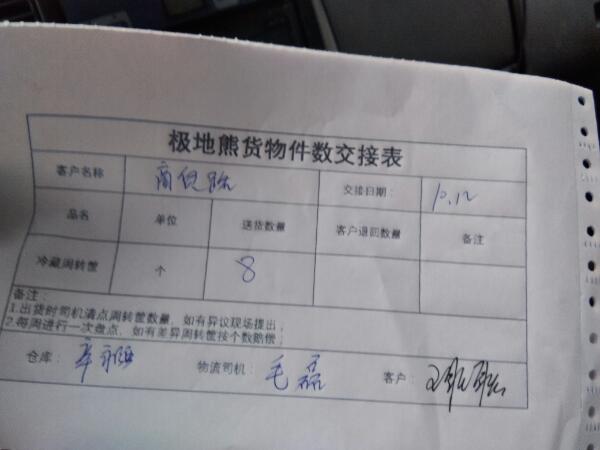 极地熊货物件数交接表
客户名称 交接日期: 10.12
品名 单位 送货数量 客户退回数量 备注
冷藏周转筐 个 8
备注:
1.出货时司机清点周转筐数量,如有异议现场提出;
2.每周进行一次盘点,如有差异周转筐按个数赔偿;
仓库: 物流司机: 毛磊 客户: